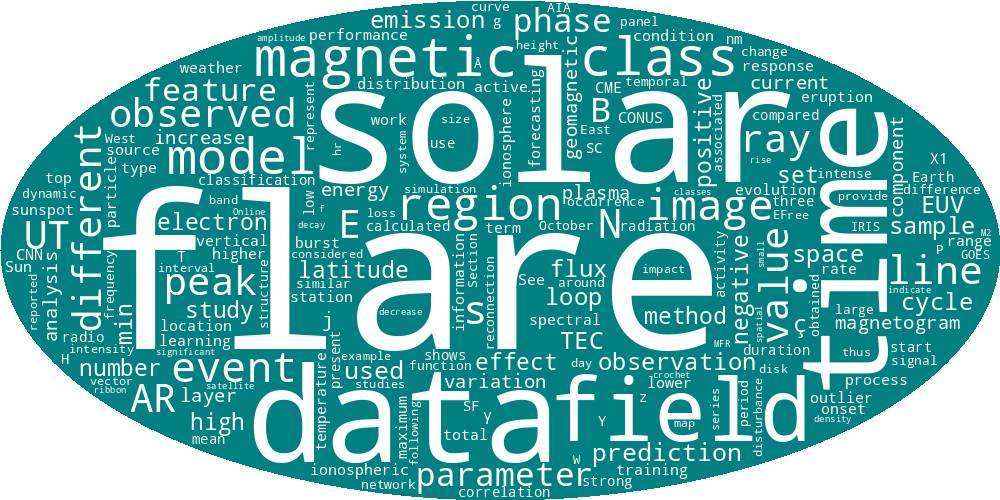 curve
AIA
emission
g
phase
panel
amplitude
performance
condition
nm
height
change
magnetic
Å
class
weather
response
distribution
active
CME
temporal
current
feature
represent
solar
forecasting
geomagnetic
B
positive
associated
eruption
observed
work
size
CONUS
compared
time
West
increase
hr
system
use
ionosphere
East
SC
ray
component
source
model
rise
X1
type
particle
classification
simulation
plasma
classes
set
intense
Earth
top
different
low
energy
occurrence
evolution
difference
dynamic
band
loss
region
image
three
provide
EUV
sunspot
Online
f
flare
electron
decay
calculated
E
term
October
N
radiation
EFree
IRIS
sample
UT
vertical
burst
P
range
CNN
T
higher
considered
information
Section
reconnection
activity
negative
small
value
space
M2
GOES
Sun
interval
structure
latitude
See
flux
impact
line
reported
analysis
frequency
peak
similar
around
rate
indicate
station
loop
spatial
ç
obtained
cycle
min
study
j
decrease
s
spectral
method
large
location
magnetogram
radio
learning
function
TEC
MFR
thus
start
H
intensity
significant
temperature
present
example
shows
effect
day
observation
duration
signal
number
event
used
studies
crocheted
lower
disk
process
vector
ribbon
satellite
data
variation
field
AR
layer
z
series
period
disturbance
outlier
high
maximum
following
SF
y
Y
map
onset
density
mean
total
W
prediction
ionospheric
parameter
training
network
strong
correlation